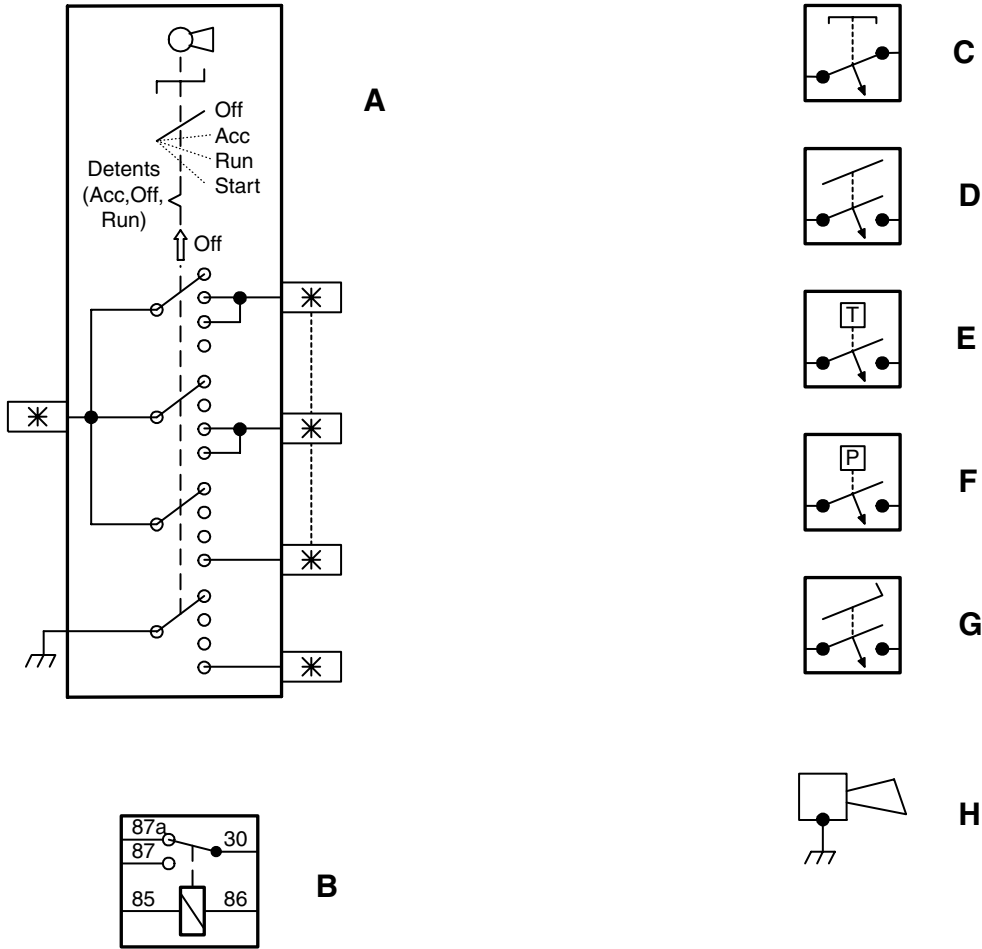 A
Off
Acc
Run
Start
Detents
(Acc,Off,
Run)
Off
B
87a
30
87
85
86
C
D
T
E
P
F
G
H